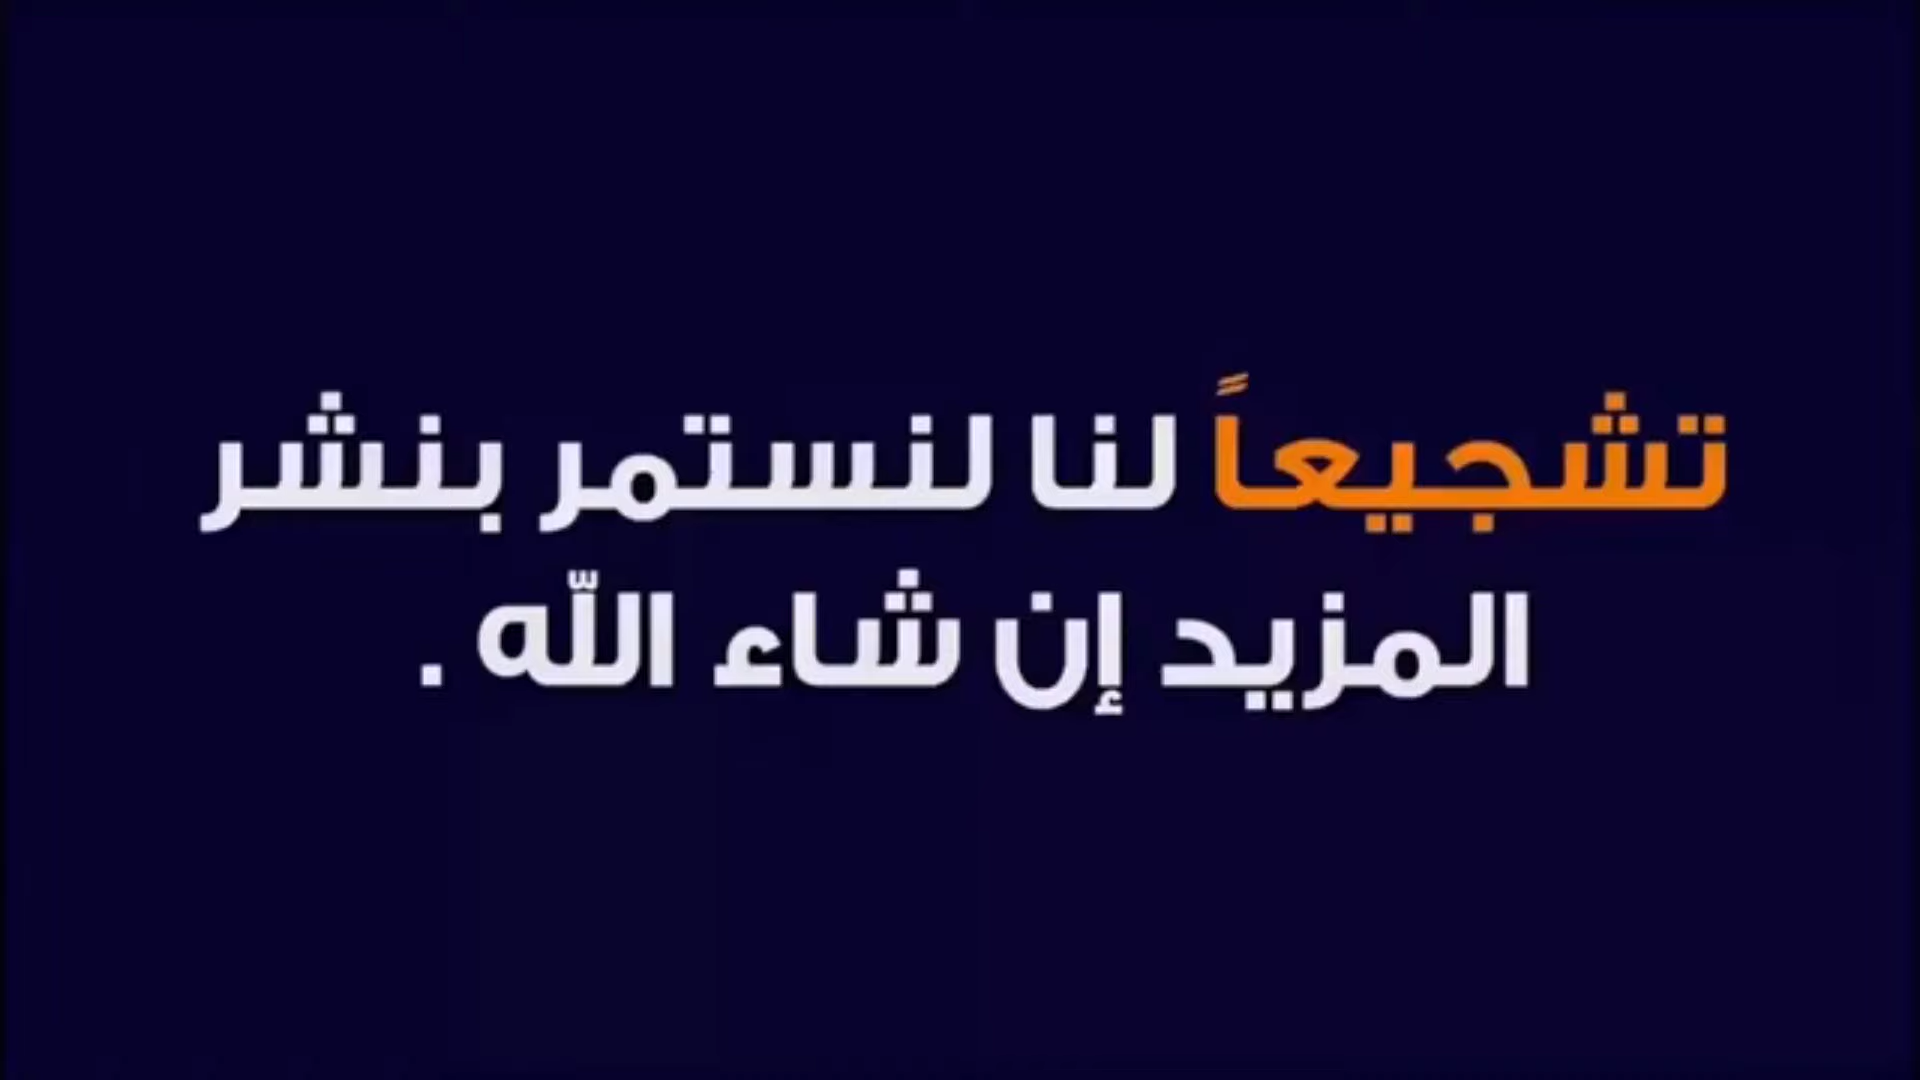 تشجيعاً لنا لنستمر بنشر
المزيد إن شاء اللّه .